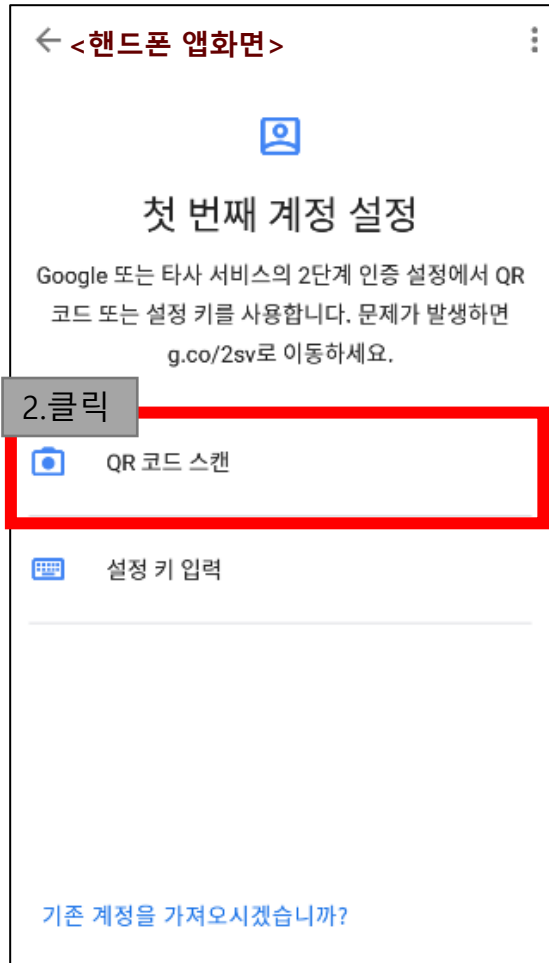 <핸드폰 앱화면>
첫 번째 계정 설정
Google 또는 타사 서비스의 2단계 인증 설정에서 QR
코드 또는 설정 키를 사용합니다. 문제가 발생하면
g.co/2sv로 이동하세요.
2.클릭
QR 코드 스캔
설정 키 입력
기존 계정을 가져오시겠습니까?